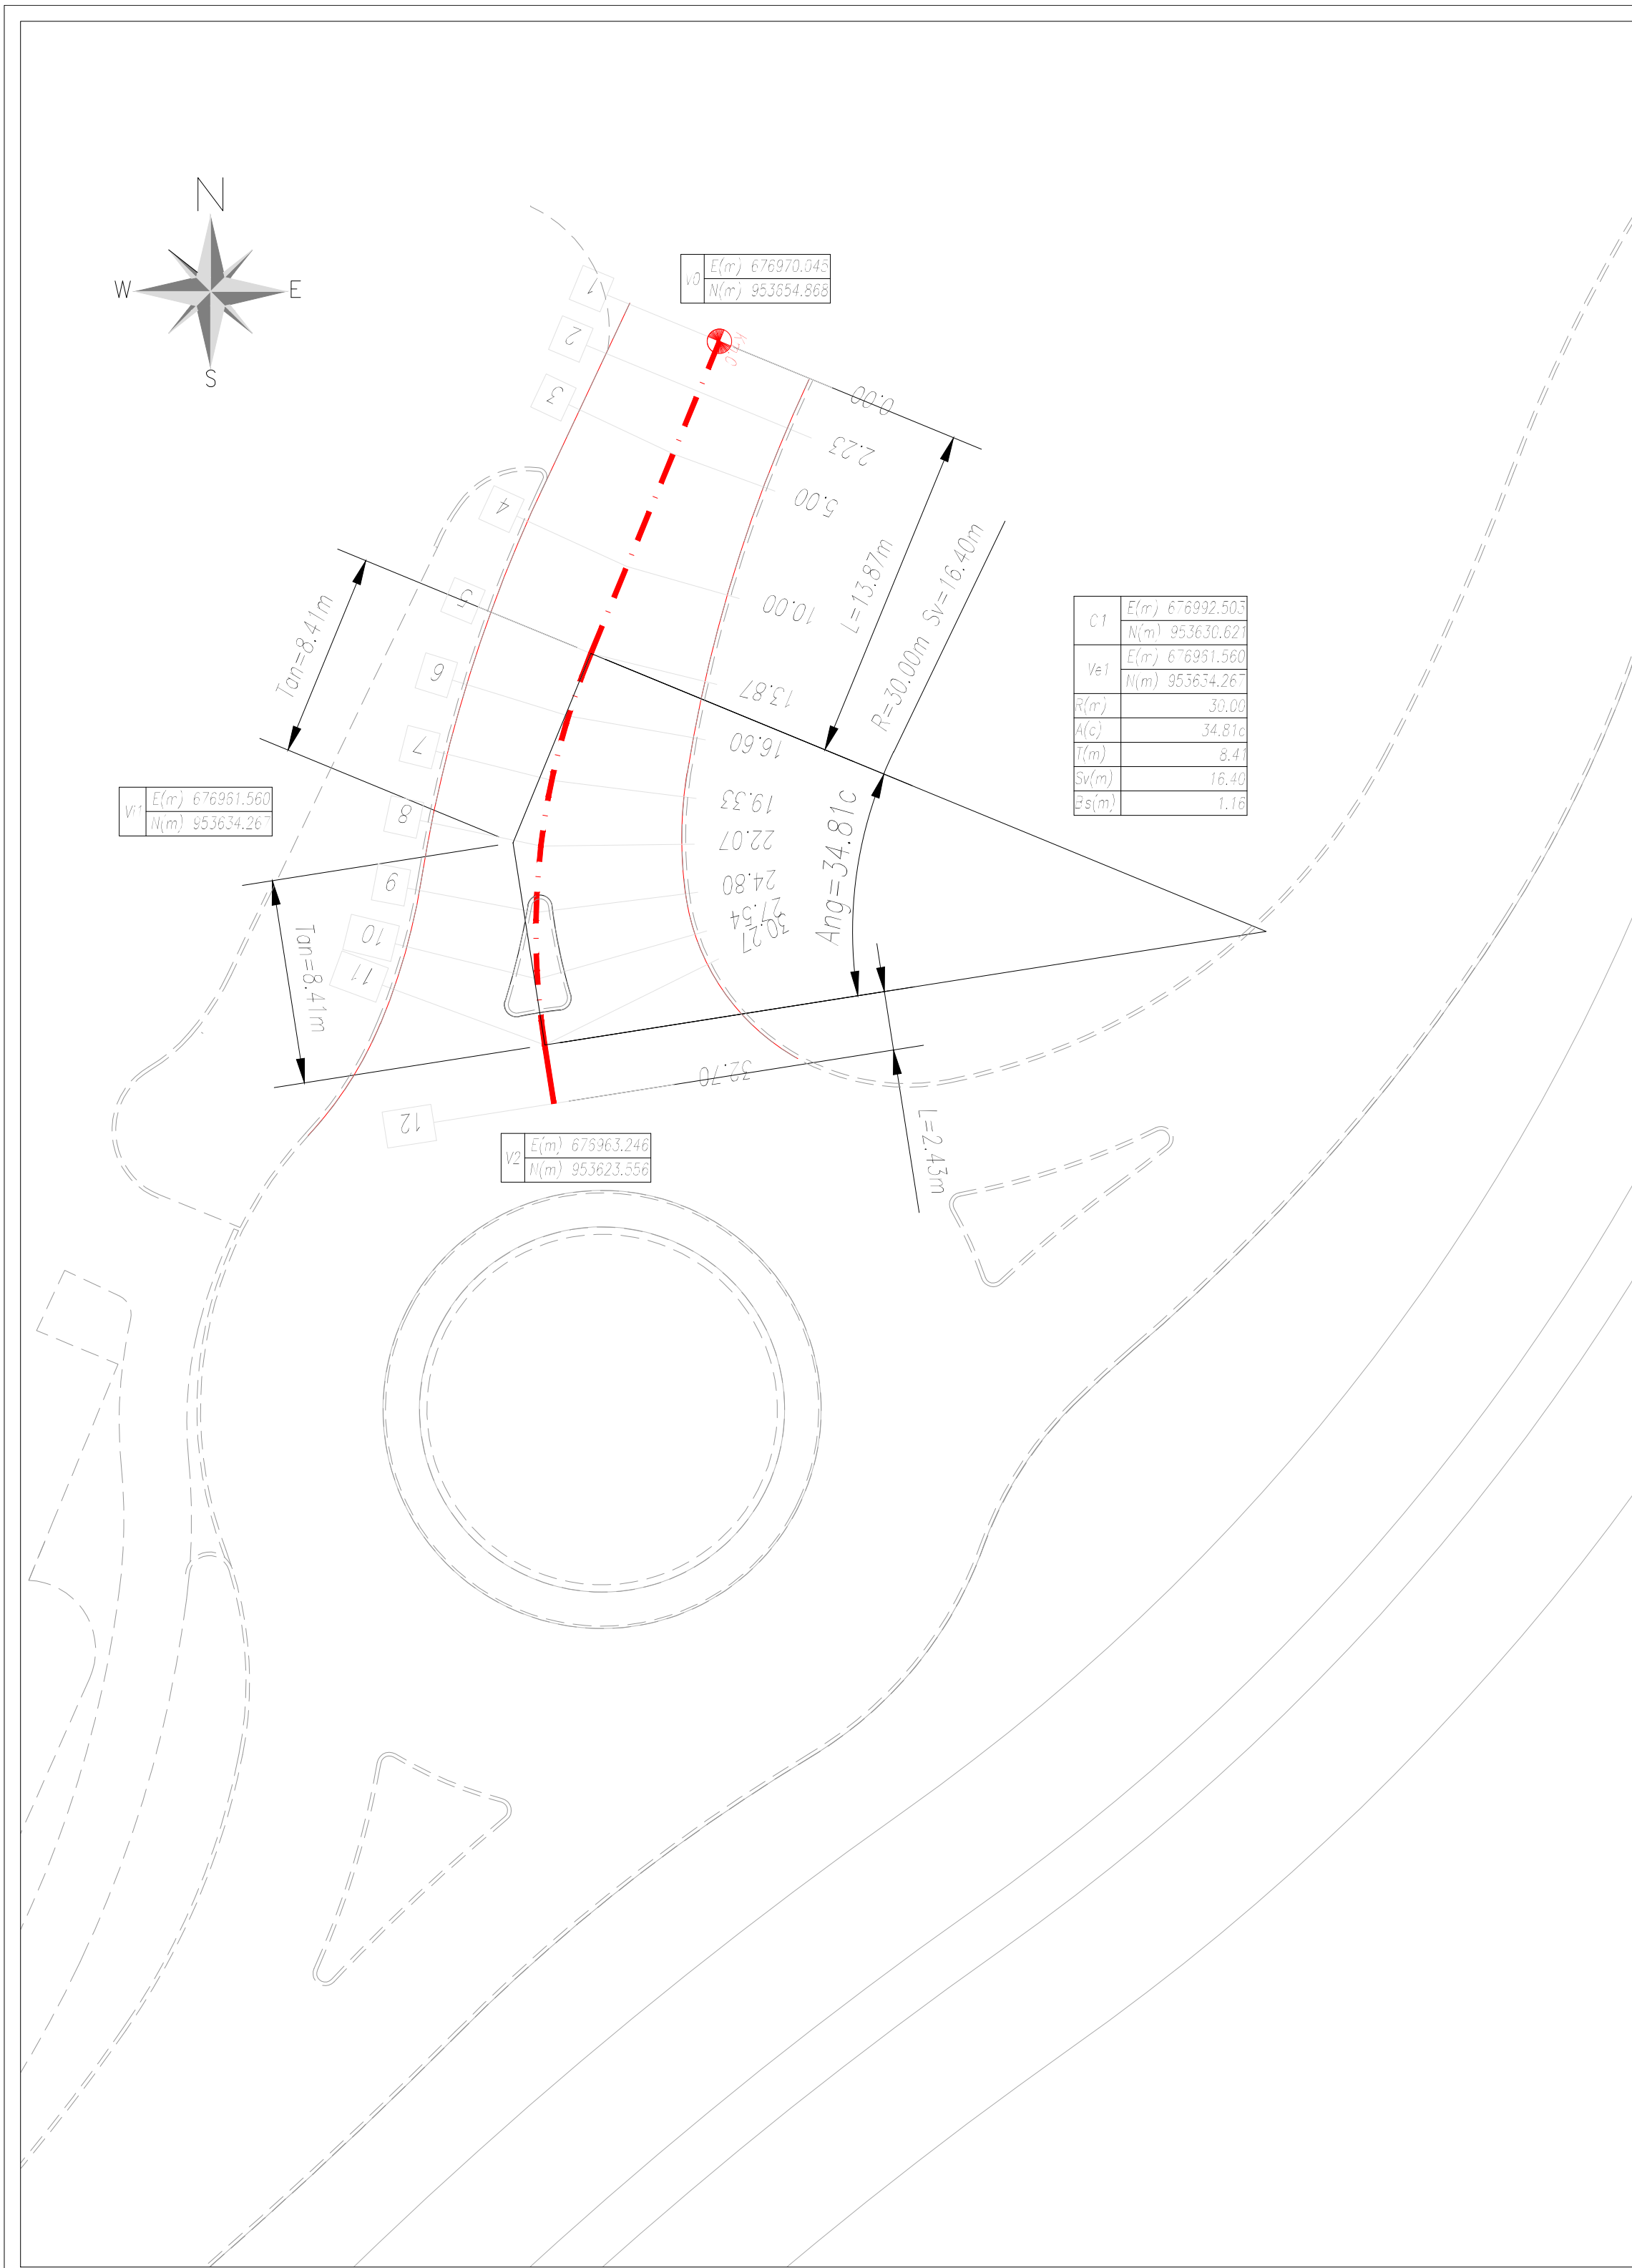 N
W
E
S
V0
E(m) 676970.045
N(m) 953654.868
1
2
3
4
5
6
7
8
9
10
11
12
0.00
2.23
5.00
10.00
13.87
16.60
19.33
22.07
24.80
27.54
30.27
32.70
L=13.87m
R=30.00m Sv=16.40m
Tan=8.41m
Ang=34.81c
Tan=8.41m
L=2.43m
Vi1
E(m) 676961.560
N(m) 953634.267
C1
E(m) 676992.503
N(m) 953630.621
Ve1
E(m) 676961.560
N(m) 953634.267
R(m) 30.00
A(c) 34.81c
T(m) 8.41
Sv(m) 16.40
Bs(m) 1.16
V2
E(m) 676963.246
N(m) 953623.556